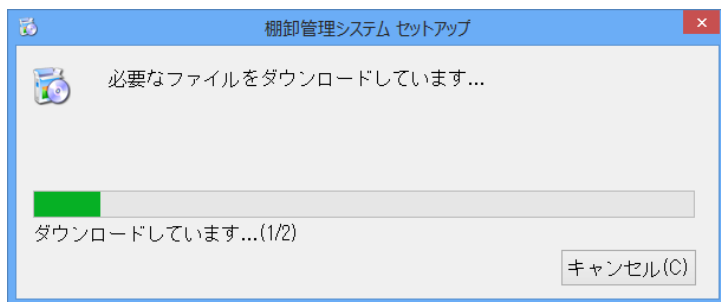 棚卸管理システム セットアップ
必要なファイルをダウンロードしています...
ダウンロードしています...(1/2)
キャンセル(C)